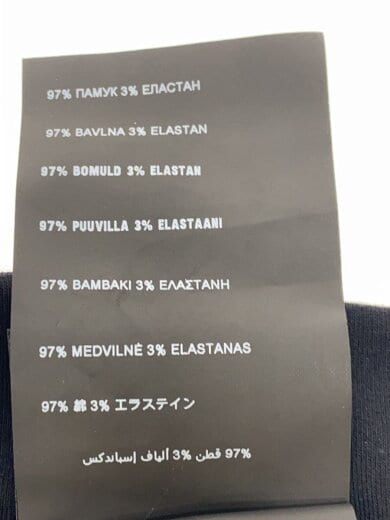 97% ПАМУК 3% ЕЛАСТАН
97% BAVLNA 3% ELASTAN
97% BOMULD 3% ELASTAN
97% PUUVILLA 3% ELASTAANI
97% ΒΑΜΒΑΚΙ 3% ΕΛΑΣΤΑΝΗ
97% MEDVILNĖ 3% ELASTANAS
97% 綿 3% エラステイン
97% قطن 3% ألياف إسباندكس